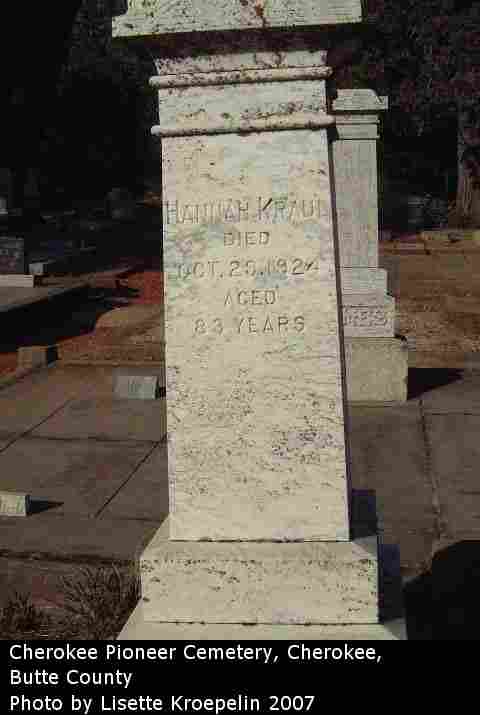 HANNAH KRAUL
DIED
OCT. 20. 1924
AGED
83 YEARS
Cherokee Pioneer Cemetery, Cherokee,
Butte County
Photo by Lisette Kroepelin 2007